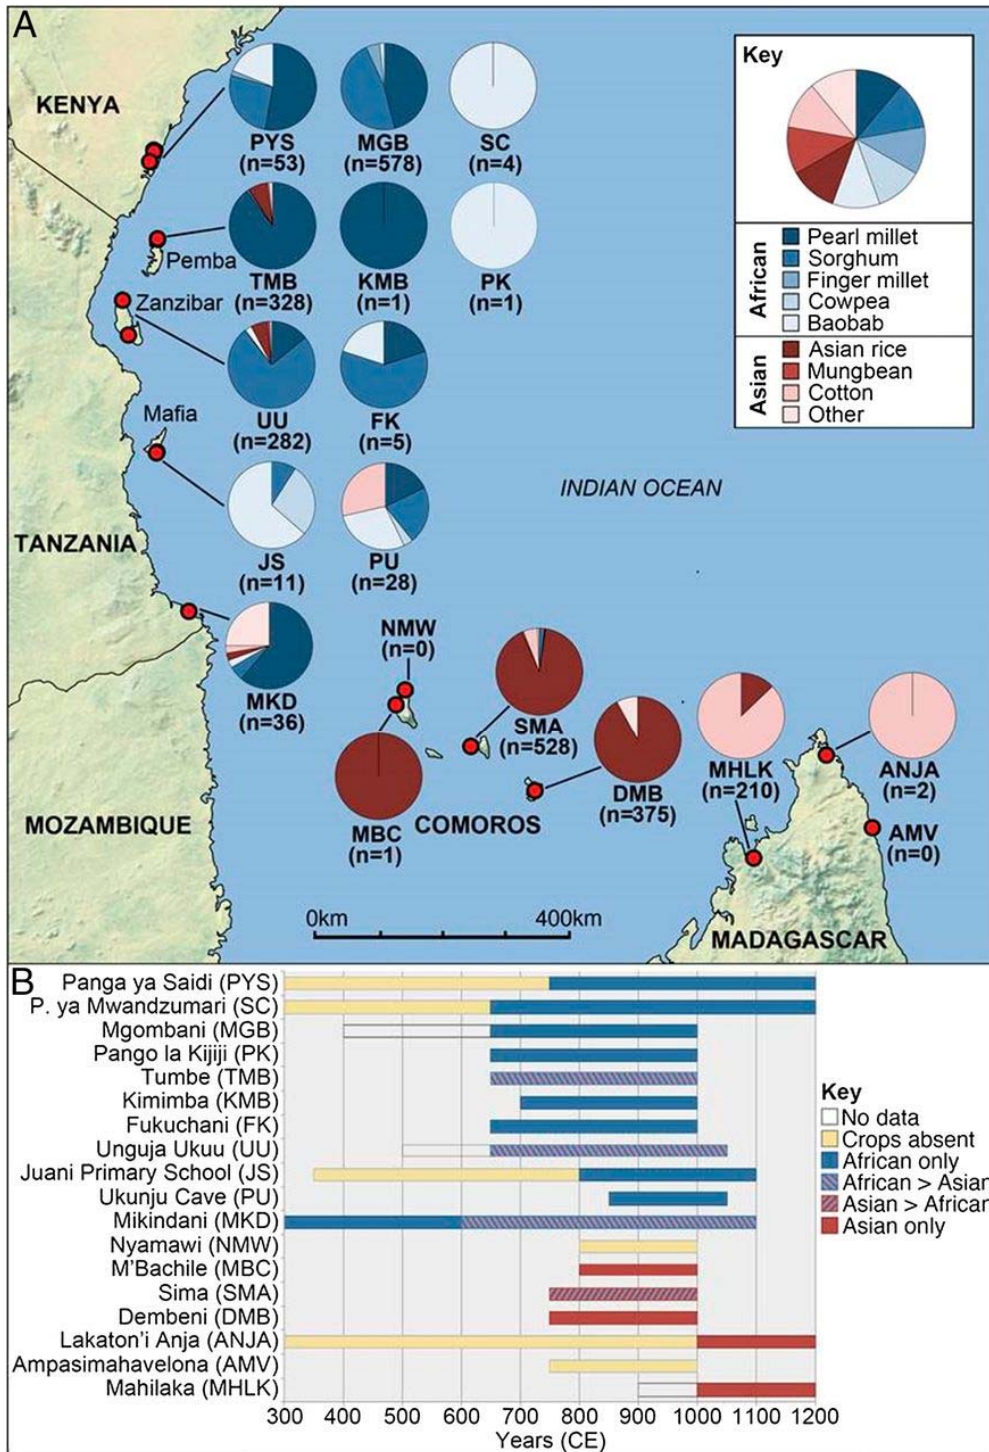 A
KENYA
PYS
(n=53)
MGB
(n=578)
SC
(n=4)
Key
Pemba
TMB
(n=328)
KMB
(n=1)
PK
(n=1)
African
Pearl millet
Sorghum
Finger millet
Cowpea
Baobab
Asian
Asian rice
Mungbean
Cotton
Other
Zanzibar
UU
(n=282)
FK
(n=5)
Mafia
INDIAN OCEAN
TANZANIA
JS
(n=11)
PU
(n=28)
NMW
(n=0)
MKD
(n=36)
SMA
(n=528)
MHLK
(n=210)
ANJA
(n=2)
DMB
(n=375)
MOZAMBIQUE
MBC
(n=1)
COMOROS
AMV
(n=0)
0km 400km
MADAGASCAR
B
Panga ya Saidi (PYS)
P. ya Mwandzumari (SC)
Mgombani (MGB)
Pango la Kijiji (PK)
Tumbe (TMB)
Kimimba (KMB)
Fukuchani (FK)
Unguja Ukuu (UU)
Juani Primary School (JS)
Ukunju Cave (PU)
Mikindani (MKD)
Nyamawi (NMW)
M'Bachile (MBC)
Sima (SMA)
Dembeni (DMB)
Lakaton'i Anja (ANJA)
Ampasimahavelona (AMV)
Mahilaka (MHLK)
Key
No data
Crops absent
African only
African > Asian
Asian > African
Asian only
300 400 500 600 700 800 900 1000 1100 1200
Years (CE)